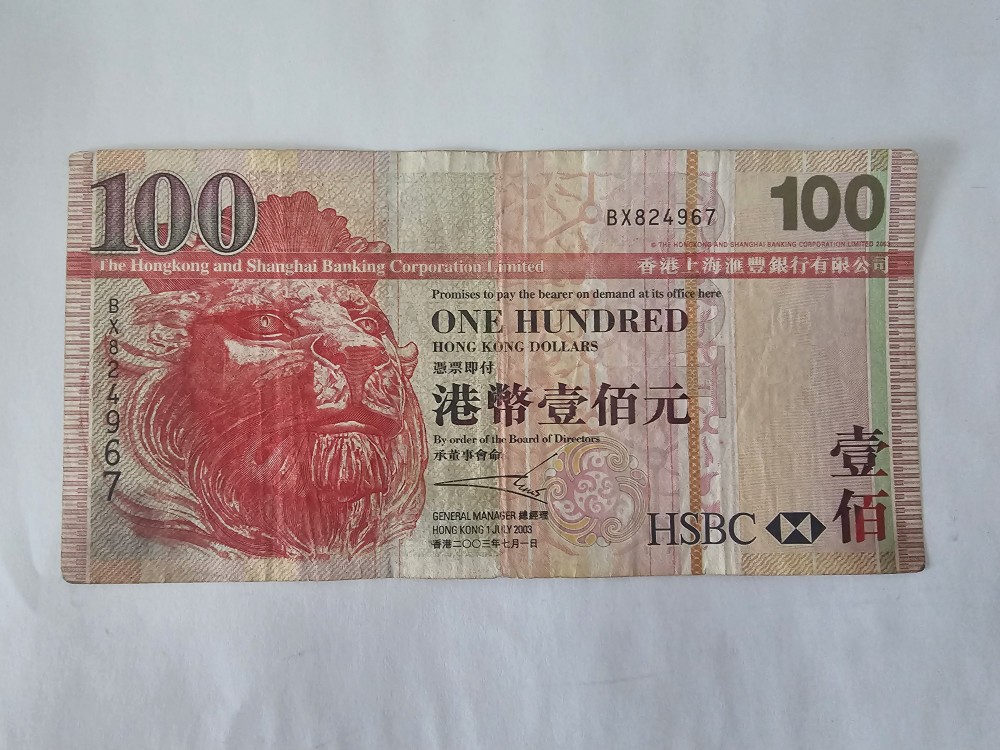 100
BX824967
100
© THE HONGKONG AND SHANGHAI BANKING CORPORATION LIMITED 2003
The Hongkong and Shanghai Banking Corporation Limited
香港上海滙豐銀行有限公司
BX824967
Promises to pay the bearer on demand at its office here
ONE HUNDRED
HONG KONG DOLLARS
憑票即付
港幣壹佰元
By order of the Board of Directors
承董事會命
GENERAL MANAGER 總經理
HONG KONG 1 JULY 2003
香港二〇〇三年七月一日
HSBC
壹佰